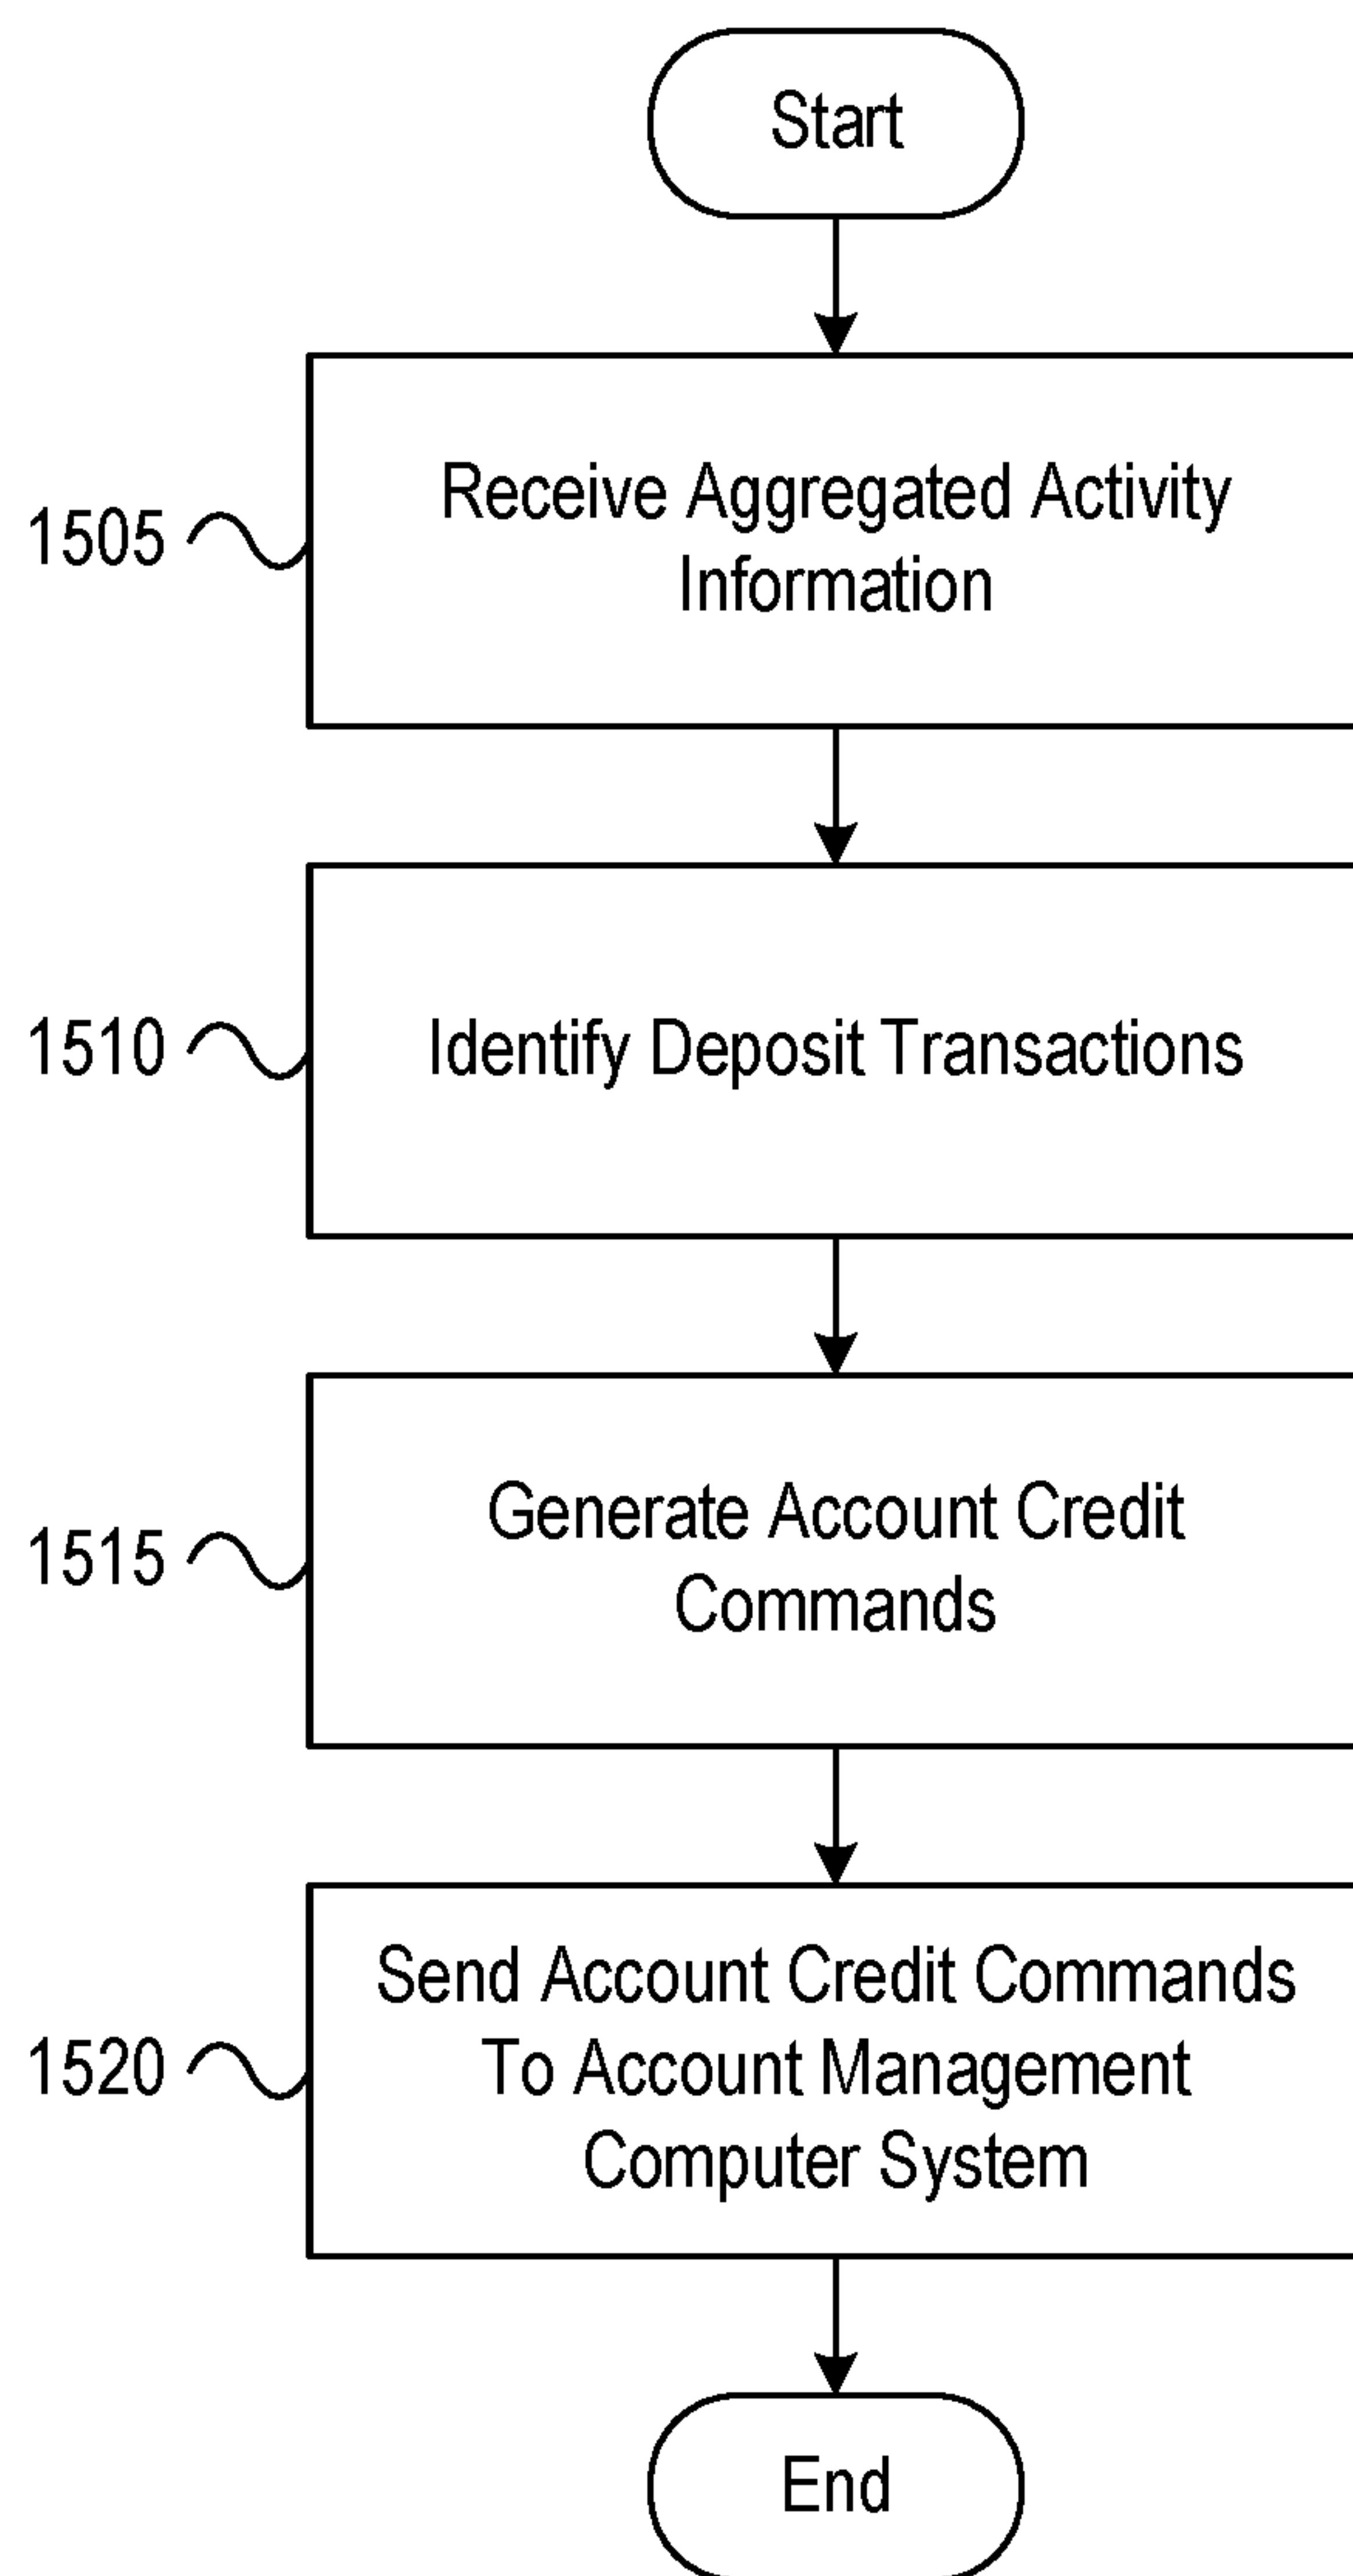 Start
Receive Aggregated Activity
Information
1505
Identify Deposit Transactions
1510
Generate Account Credit
Commands
1515
Send Account Credit Commands
To Account Management
Computer System
1520
End